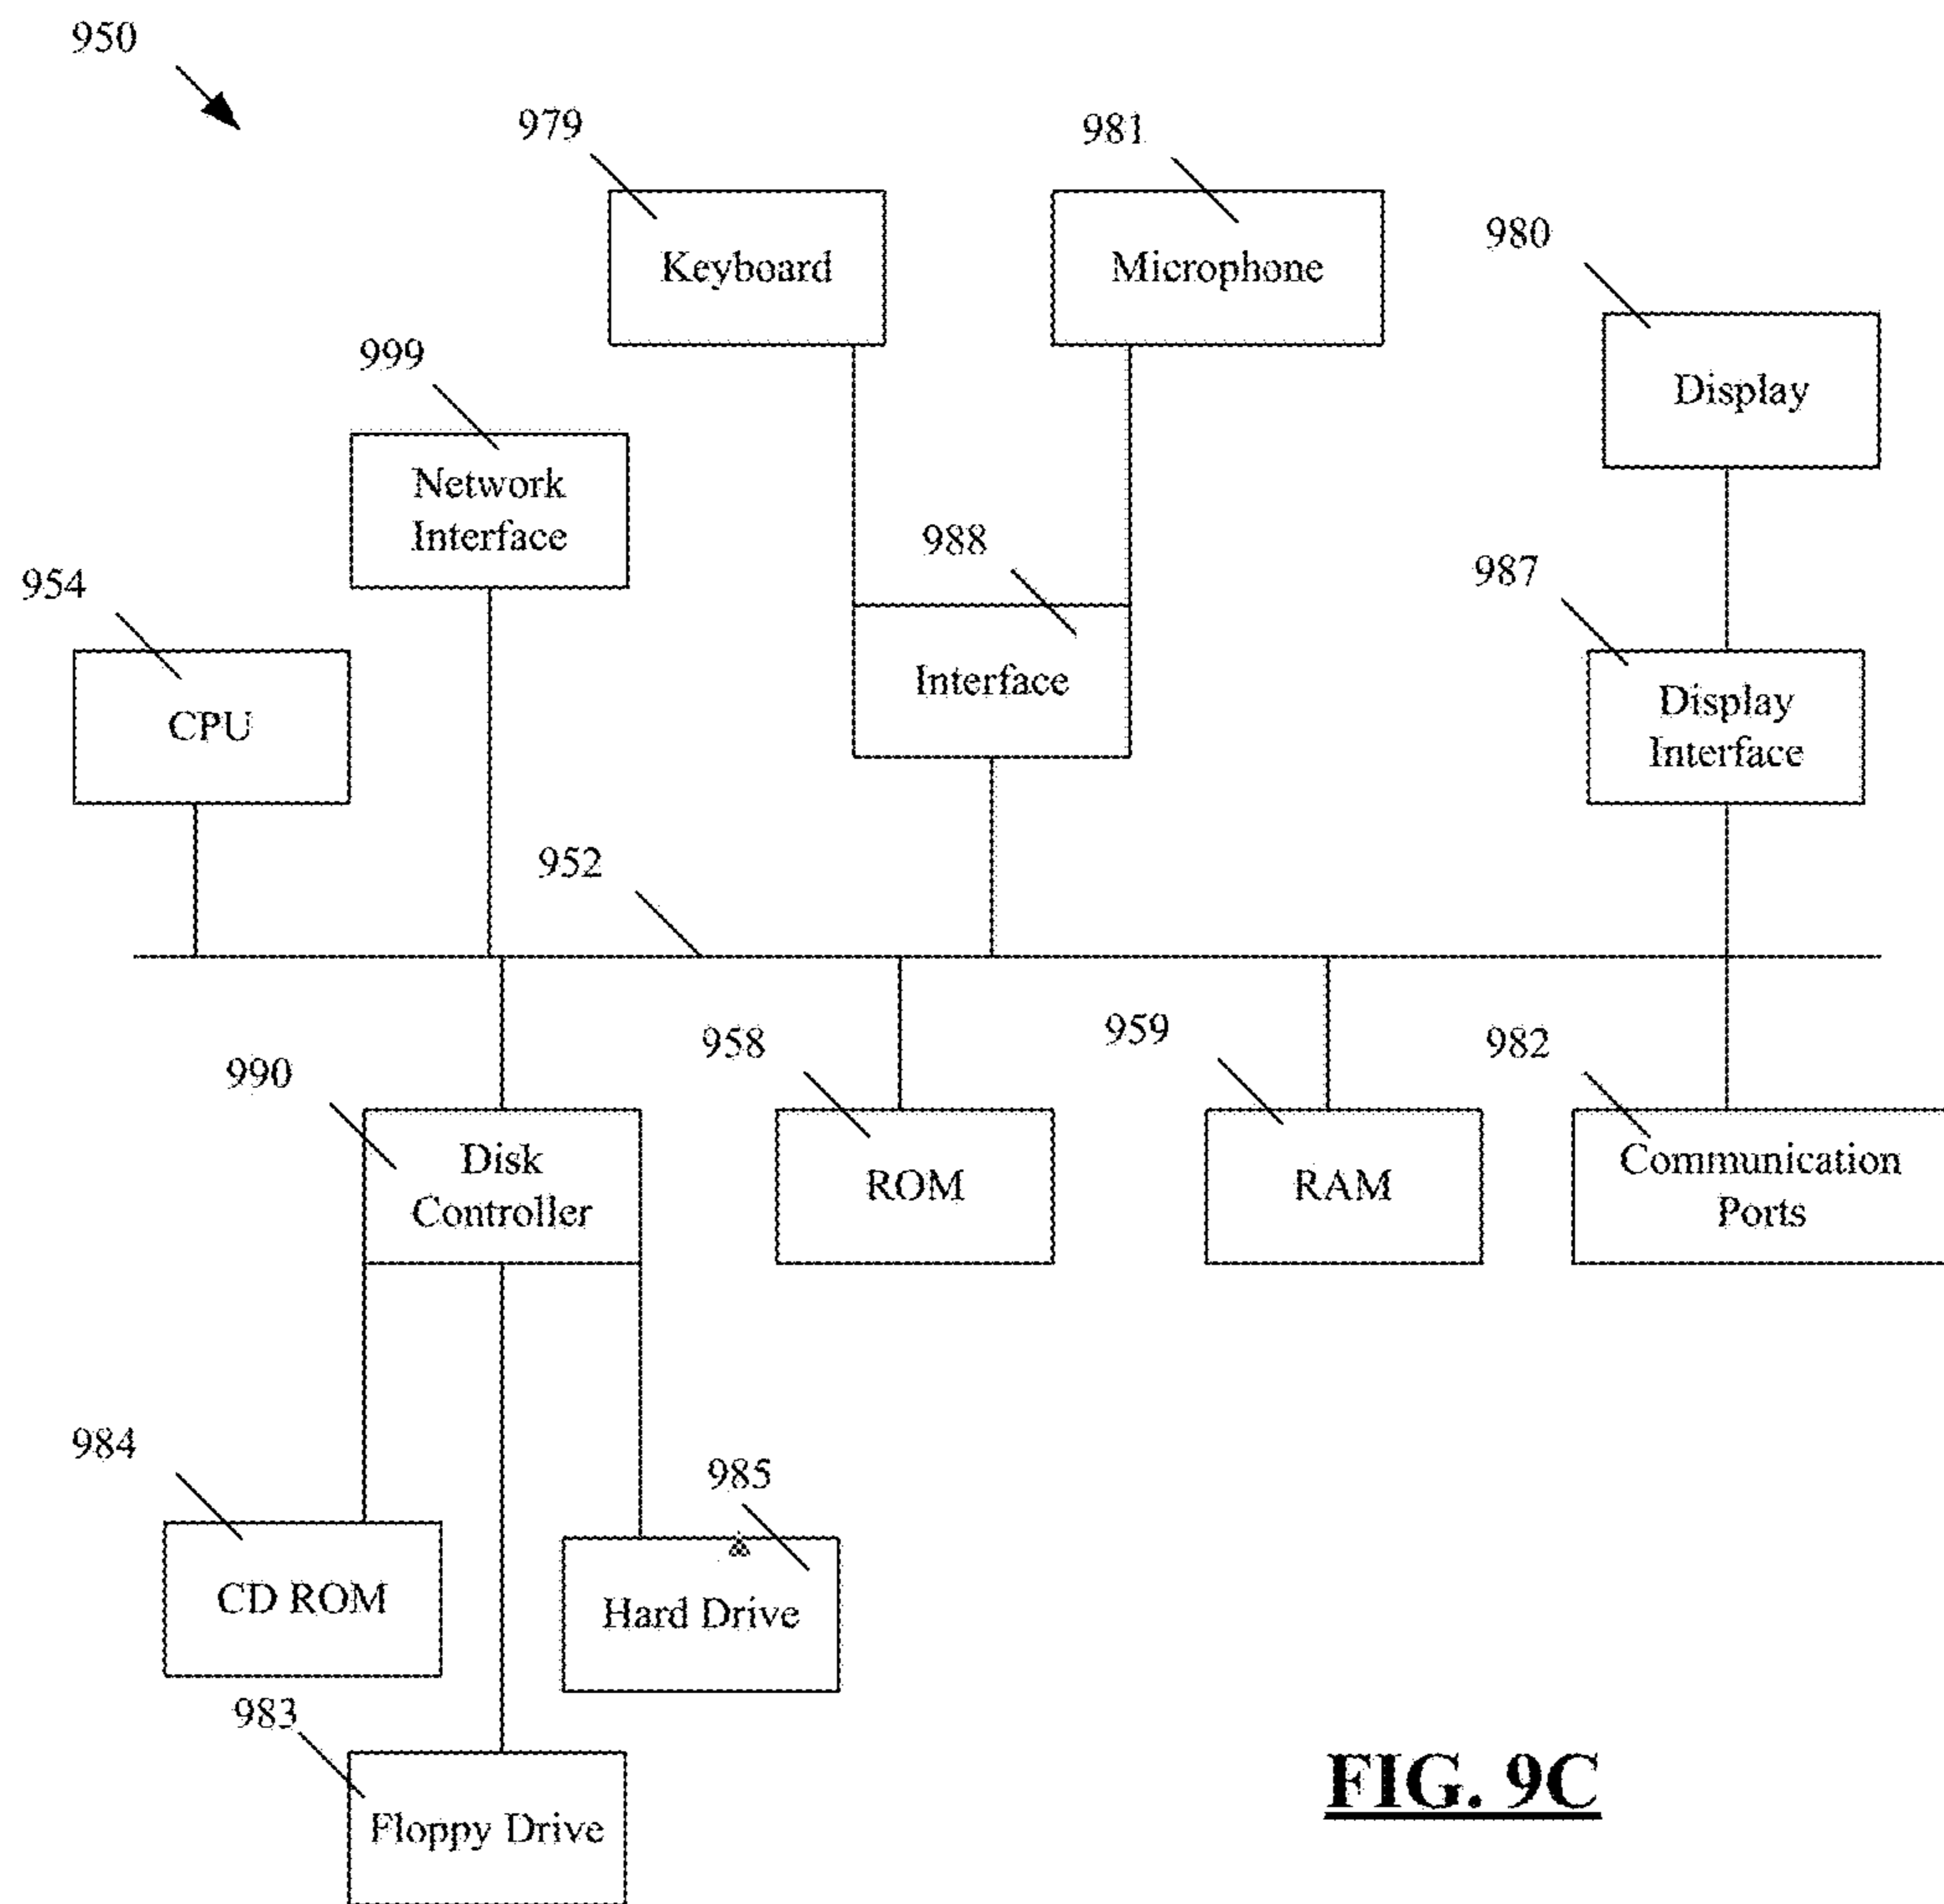 950
979
981
Keyboard
Microphone
980
Display
999
Network
Interface
988
Interface
987
Display
Interface
954
CPU
952
990
Disk
Controller
958
ROM
959
RAM
982
Communication
Ports
984
CD ROM
985
Hard Drive
983
Floppy Drive
FIG. 9C